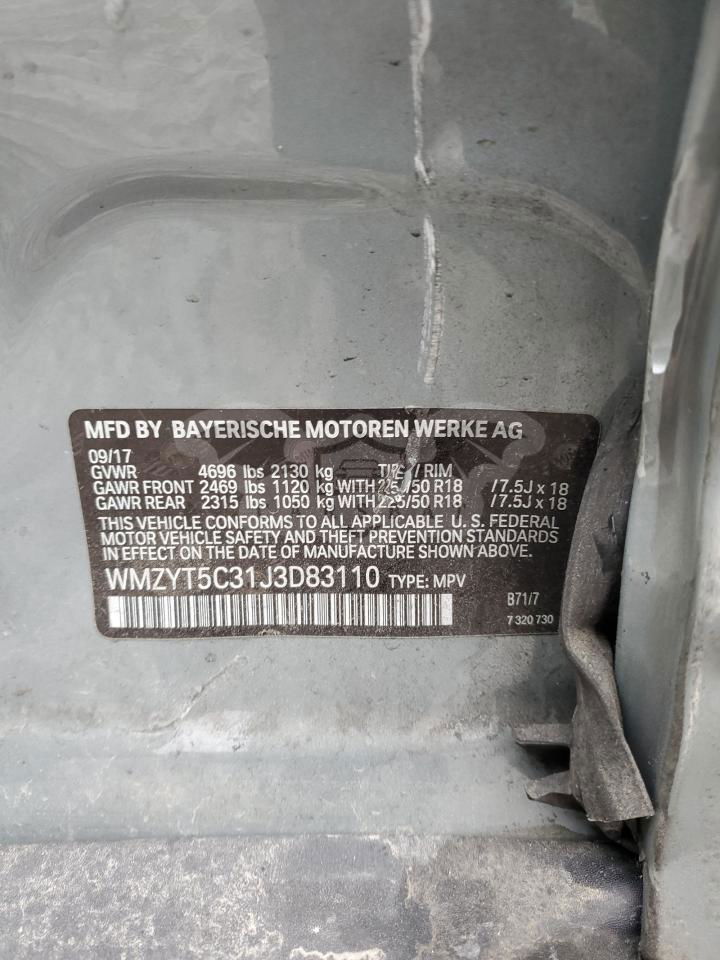 MFD BY BAYERISCHE MOTOREN WERKE AG
09/17
GVWR 4696 lbs 2130 kg / RIM
GAWR FRONT 2469 lbs 1120 kg WITH /50 R18 /7.5J x 18
GAWR REAR 2315 lbs 1050 kg WITH 225/50 R18 /7.5J x 18
THIS VEHICLE CONFORMS TO ALL APPLICABLE U. S. FEDERAL
MOTOR VEHICLE SAFETY AND THEFT PREVENTION STANDARDS
IN EFFECT ON THE DATE OF MANUFACTURE SHOWN ABOVE.
WMZYT5C31J3D83110 TYPE: MPV
B71/7
7 320 730